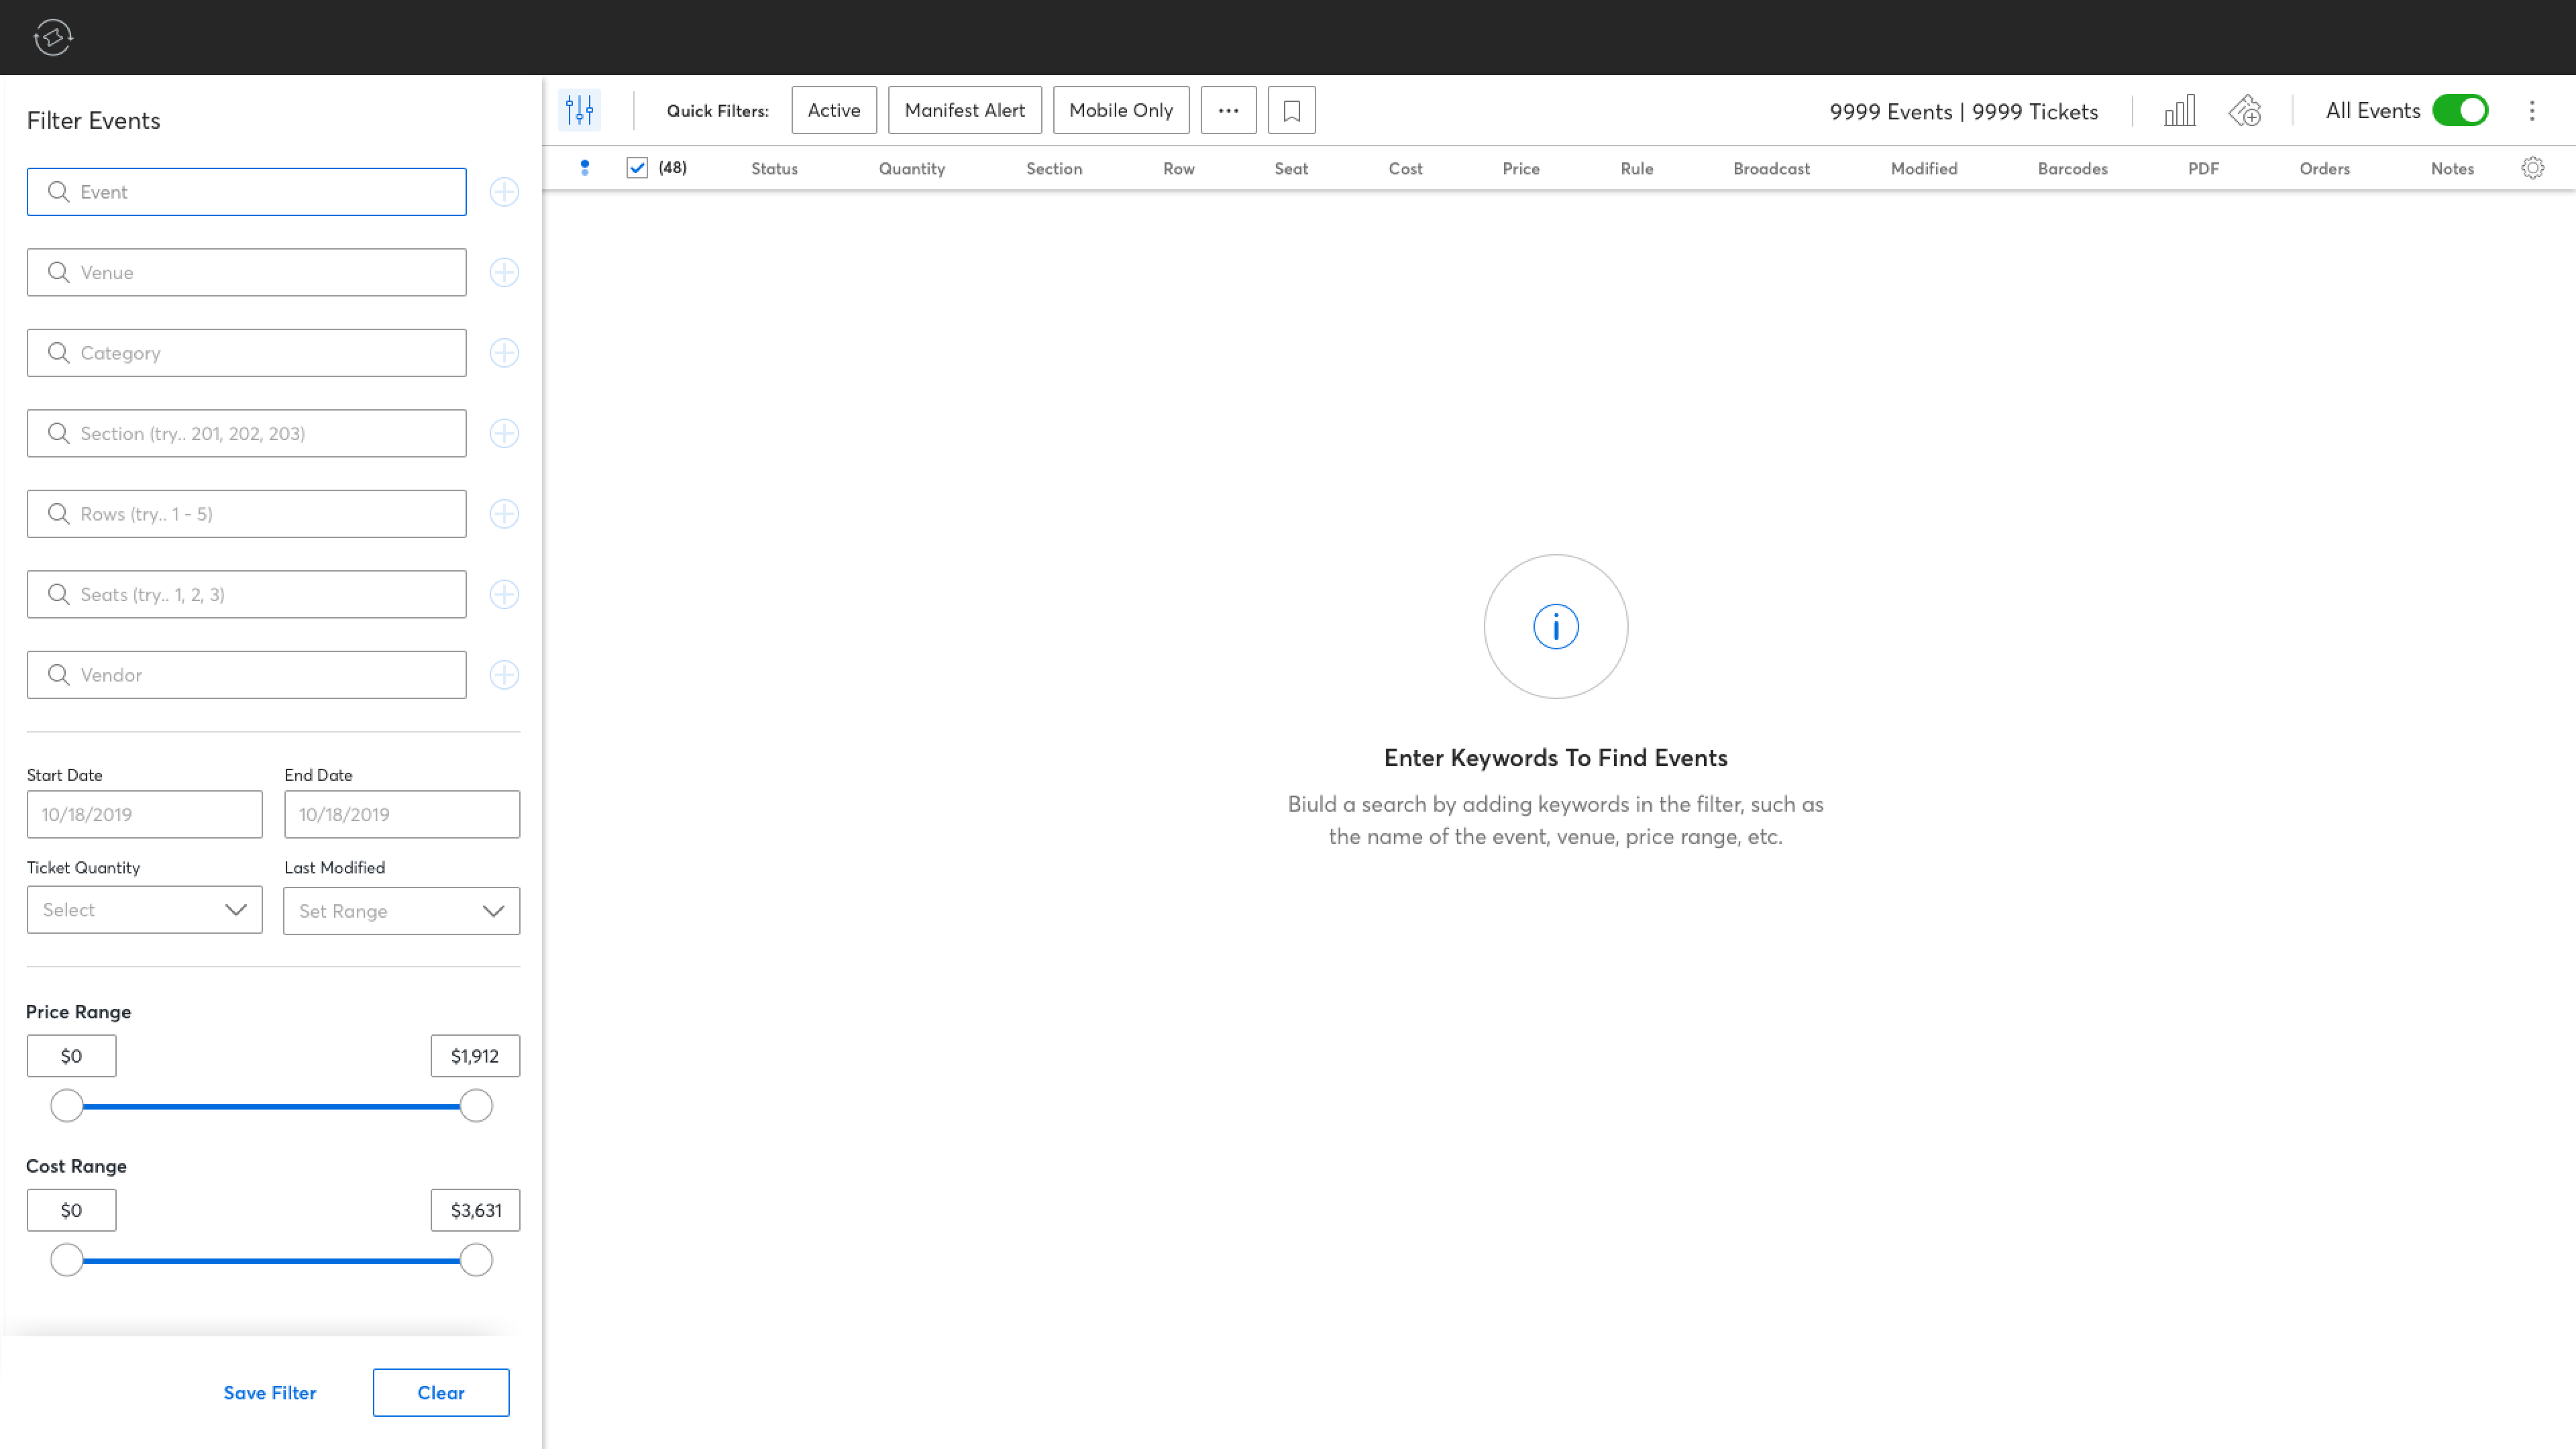 Filter Events
Event
Venue
Category
Section (try.. 201, 202, 203)
Rows (try.. 1 - 5)
Seats (try.. 1, 2, 3)
Vendor
Start Date End Date
10/18/2019 10/18/2019
Ticket Quantity Last Modified
Select Set Range
Price Range
$0 $1,912
Cost Range
$0 $3,631
Save Filter Clear
Quick Filters: Active Manifest Alert Mobile Only 9999 Events | 9999 Tickets All Events
(48) Status Quantity Section Row Seat Cost Price Rule Broadcast Modified Barcodes PDF Orders Notes
Enter Keywords To Find Events
Biuld a search by adding keywords in the filter, such as
the name of the event, venue, price range, etc.